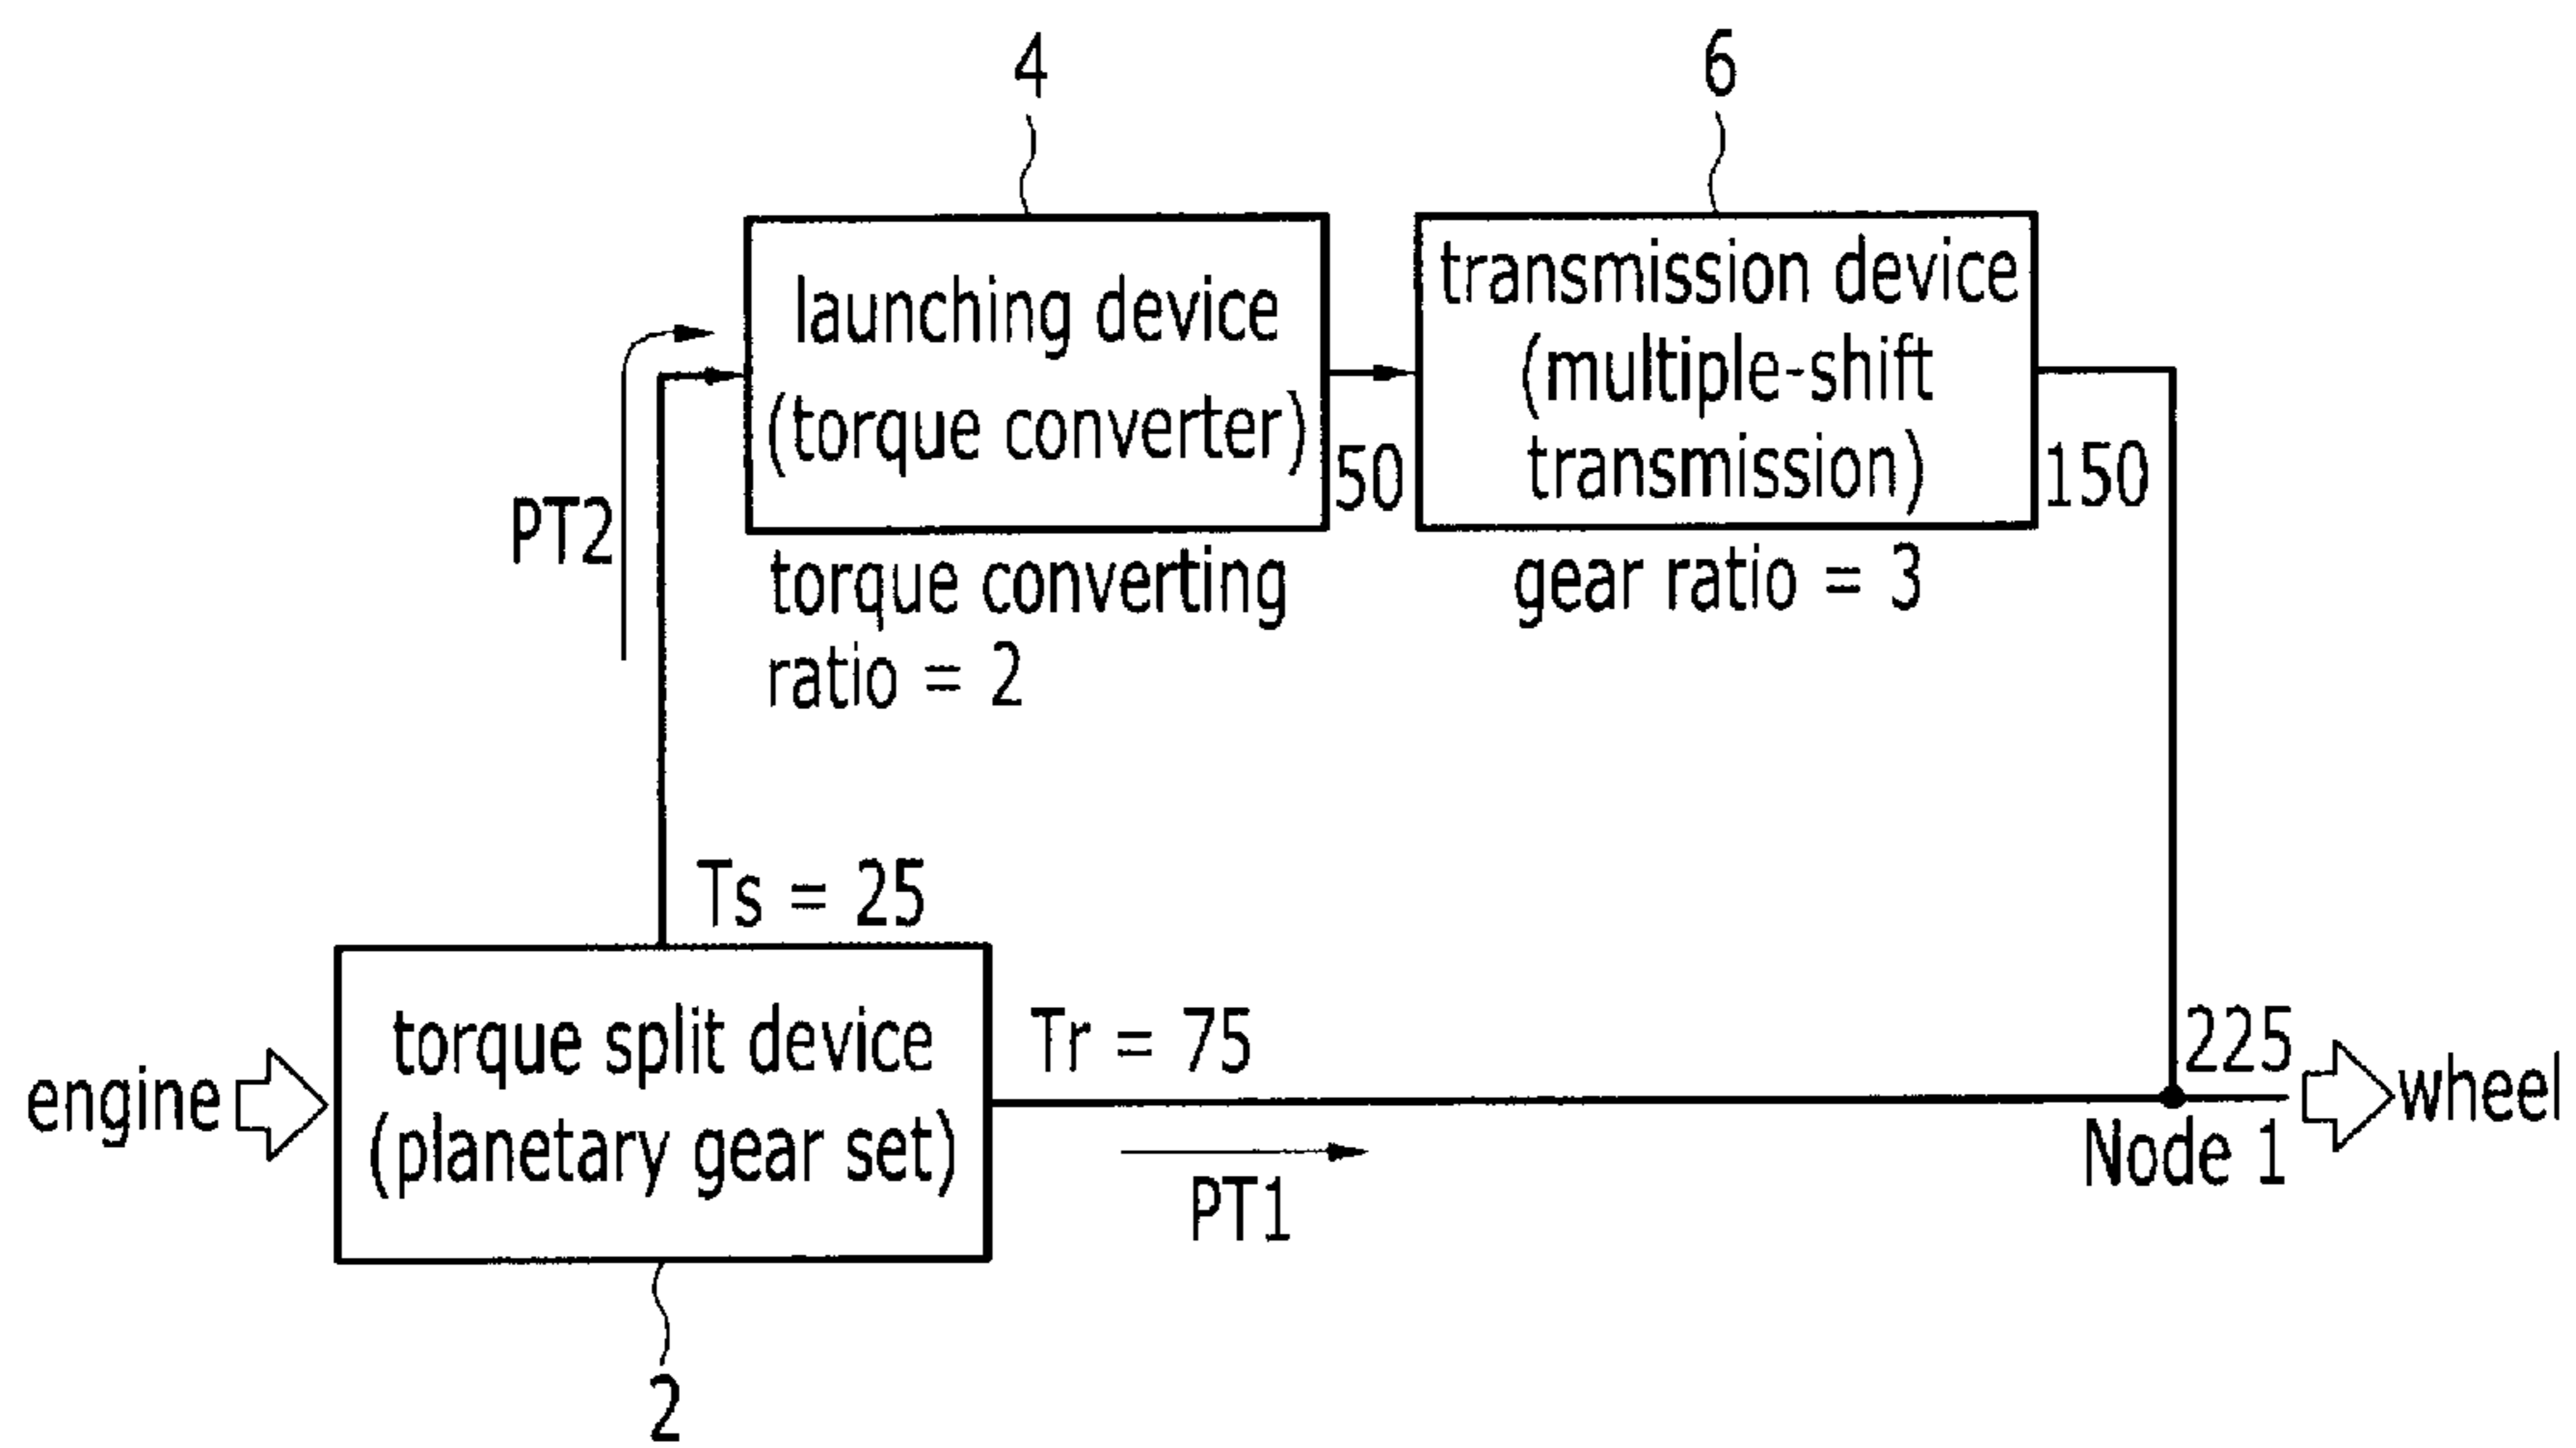 4
6
launching device
(torque converter)
transmission device
(multiple-shift
transmission)
50
150
PT2
torque converting
ratio = 2
gear ratio = 3
Ts = 25
engine
torque split device
(planetary gear set)
Tr = 75
PT1
225
Node 1
wheel
2